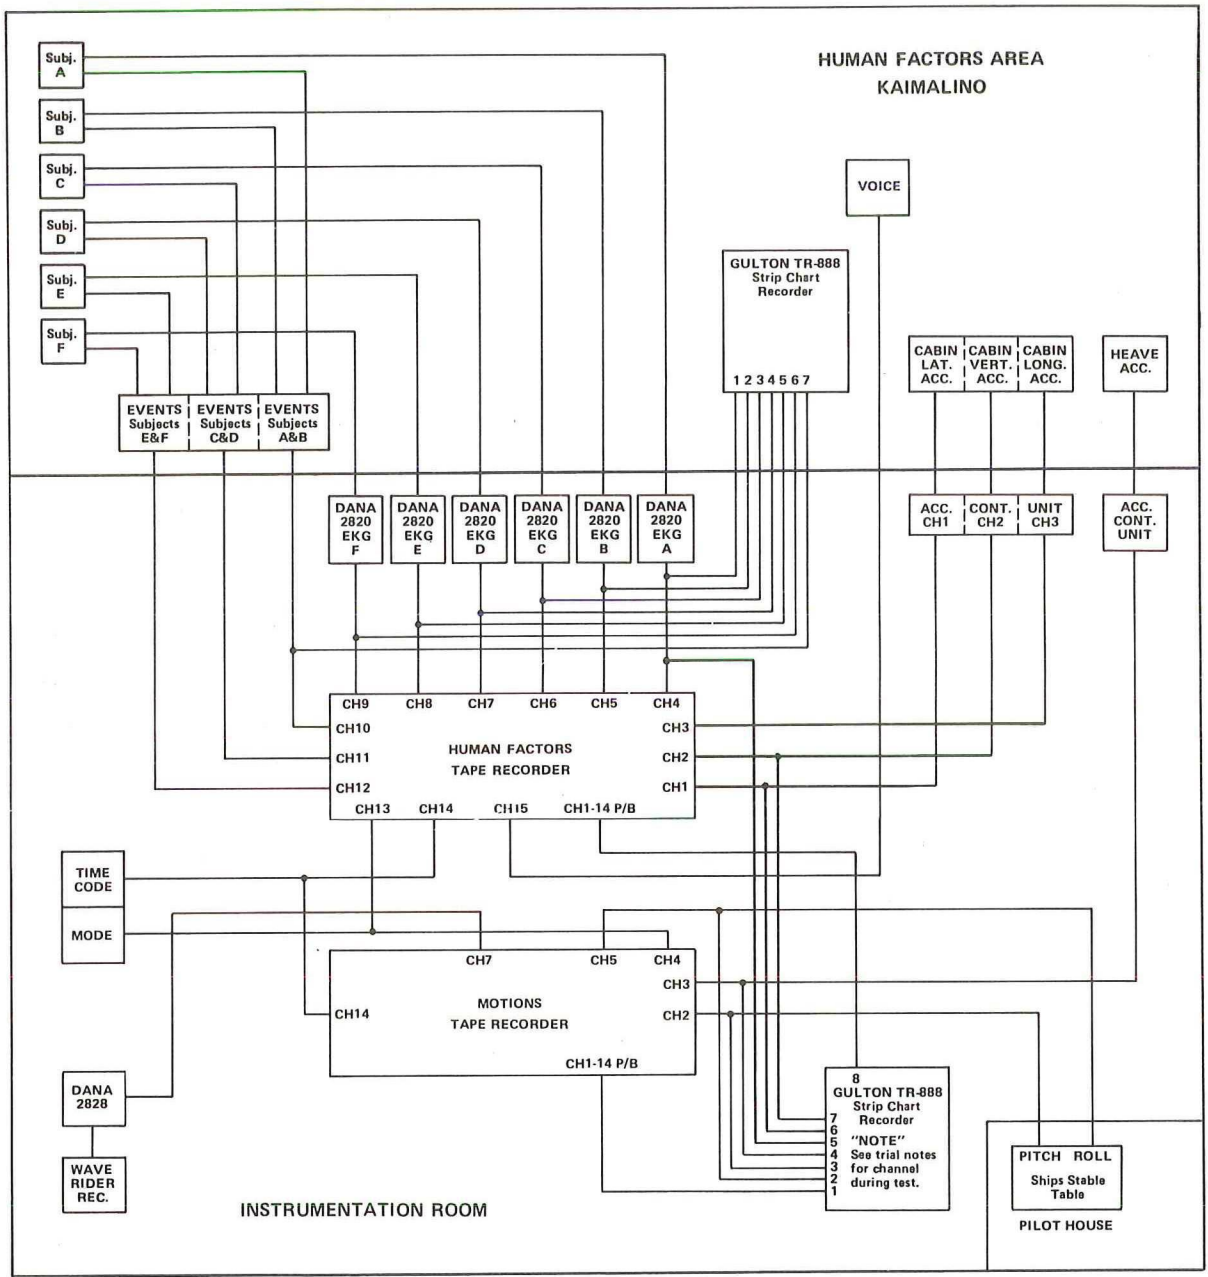 HUMAN FACTORS AREA
KAIMALINO
Subj.
A
Subj.
B
Subj.
C
Subj.
D
Subj.
E
Subj.
F
VOICE
GULTON TR-888
Strip Chart
Recorder
1 2 3 4 5 6 7
CABIN
LAT.
ACC.
CABIN
VERT.
ACC.
CABIN
LONG.
ACC.
HEAVE
ACC.
EVENTS
Subjects
E&F
EVENTS
Subjects
C&D
EVENTS
Subjects
A&B
DANA
2820
EKG
F
DANA
2820
EKG
E
DANA
2820
EKG
D
DANA
2820
EKG
C
DANA
2820
EKG
B
DANA
2820
EKG
A
ACC.
CH1
CONT.
CH2
UNIT
CH3
ACC.
CONT.
UNIT
CH9 CH8 CH7 CH6 CH5 CH4
CH10
CH11
CH12
HUMAN FACTORS
TAPE RECORDER
CH3
CH2
CH1
CH13 CH14 CH15 CH1-14 P/B
TIME
CODE
MODE
CH7 CH5 CH4
CH3
CH2
CH14
MOTIONS
TAPE RECORDER
CH1-14 P/B
DANA
2828
WAVE
RIDER
REC.
8
GULTON TR-888
Strip Chart
Recorder
7
6
5
4
3
2
1
"NOTE"
See trial notes
for channel
during test.
PITCH ROLL
Ships Stable
Table
PILOT HOUSE
INSTRUMENTATION ROOM